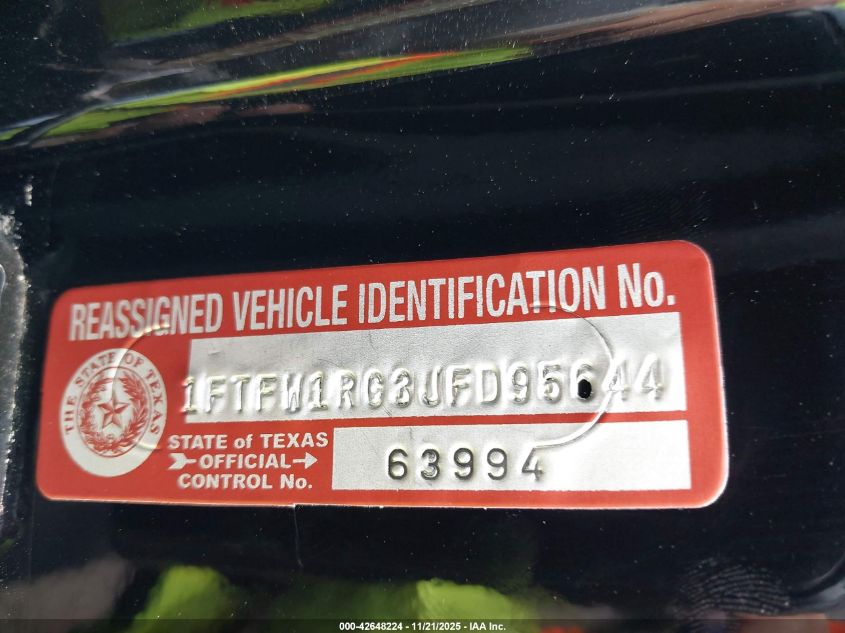 REASSIGNED VEHICLE IDENTIFICATION No.
1FTFW1RG3JFD95644
THE STATE OF TEXAS
STATE of TEXAS
OFFICIAL
CONTROL No.
63994
000-42648224 - 11/21/2025 - IAA Inc.